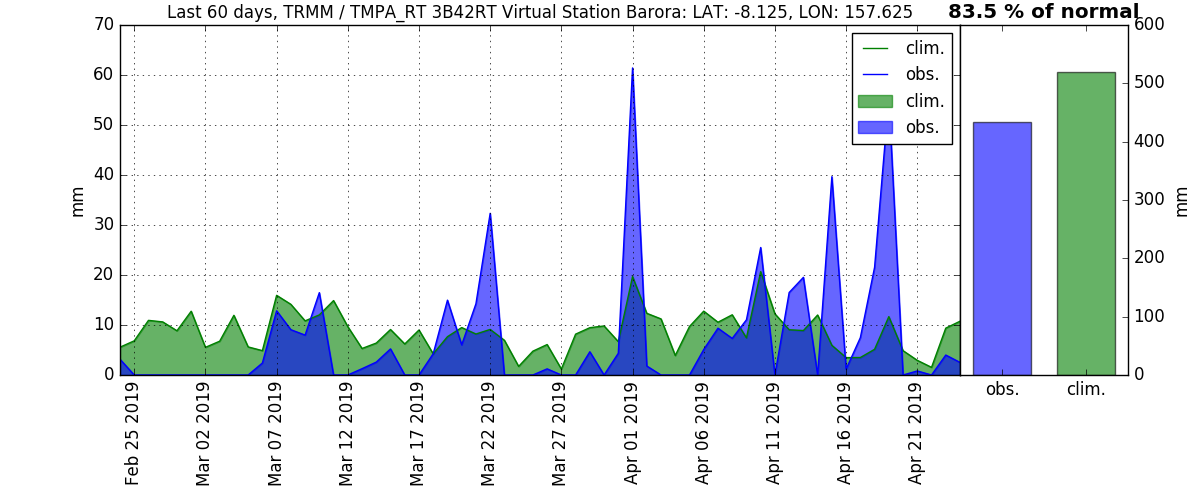 Last 60 days, TRMM / TMPA_RT 3B42RT Virtual Station Barora: LAT: -8.125, LON: 157.625
83.5 % of normal
70
60
50
40
30
20
10
0
mm
clim.
obs.
clim.
obs.
600
500
400
300
200
100
0
mm
obs.
clim.
Feb 25 2019
Mar 02 2019
Mar 07 2019
Mar 12 2019
Mar 17 2019
Mar 22 2019
Mar 27 2019
Apr 01 2019
Apr 06 2019
Apr 11 2019
Apr 16 2019
Apr 21 2019